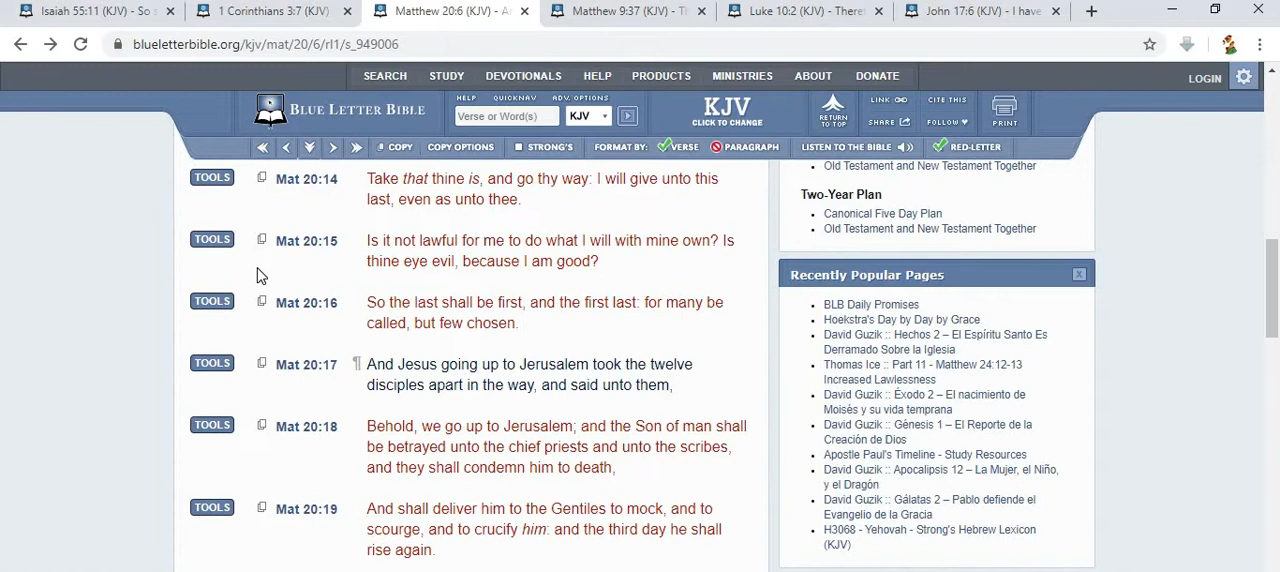 Isaiah 55:11 (KJV) - So s
1 Corinthians 3:7 (KJV)
Matthew 20:6 (KJV) - A
Matthew 9:37 (KJV) - T
Luke 10:2 (KJV) - There
John 17:6 (KJV) - I have
blueletterbible.org/kjv/mat/20/6/rl1/s_949006
SEARCH STUDY DEVOTIONALS HELP PRODUCTS MINISTRIES ABOUT DONATE
LOGIN
BLUE LETTER BIBLE
HELP QUICKNAV ADV. OPTIONS
Verse or Word(s)
KJV
KJV
CLICK TO CHANGE
RETURN
TO TOP
LINK
CITE THIS
SHARE
FOLLOW
PRINT
COPY COPY OPTIONS STRONG'S FORMAT BY: VERSE PARAGRAPH LISTEN TO THE BIBLE RED-LETTER
TOOLS Mat 20:14 Take that thine is, and go thy way: I will give unto this
last, even as unto thee.
TOOLS Mat 20:15 Is it not lawful for me to do what I will with mine own? Is
thine eye evil, because I am good?
TOOLS Mat 20:16 So the last shall be first, and the first last: for many be
called, but few chosen.
TOOLS Mat 20:17 ¶ And Jesus going up to Jerusalem took the twelve
disciples apart in the way, and said unto them,
TOOLS Mat 20:18 Behold, we go up to Jerusalem; and the Son of man shall
be betrayed unto the chief priests and unto the scribes,
and they shall condemn him to death,
TOOLS Mat 20:19 And shall deliver him to the Gentiles to mock, and to
scourge, and to crucify him: and the third day he shall
rise again.
Old Testament and New Testament Together
Two-Year Plan
Canonical Five Day Plan
Old Testament and New Testament Together
Recently Popular Pages
BLB Daily Promises
Hoekstra's Day by Day by Grace
David Guzik :: Hechos 2 – El Espíritu Santo Es
Derramado Sobre la Iglesia
Thomas Ice :: Part 11 - Matthew 24:12-13
Increased Lawlessness
David Guzik :: Éxodo 2 – El nacimiento de
Moisés y su vida temprana
David Guzik :: Génesis 1 – El Reporte de la
Creación de Dios
Apostle Paul's Timeline - Study Resources
David Guzik :: Apocalipsis 12 – La Mujer, el Niño,
y el Dragón
David Guzik :: Gálatas 2 – Pablo defiende el
Evangelio de la Gracia
H3068 - Yehovah - Strong's Hebrew Lexicon
(KJV)